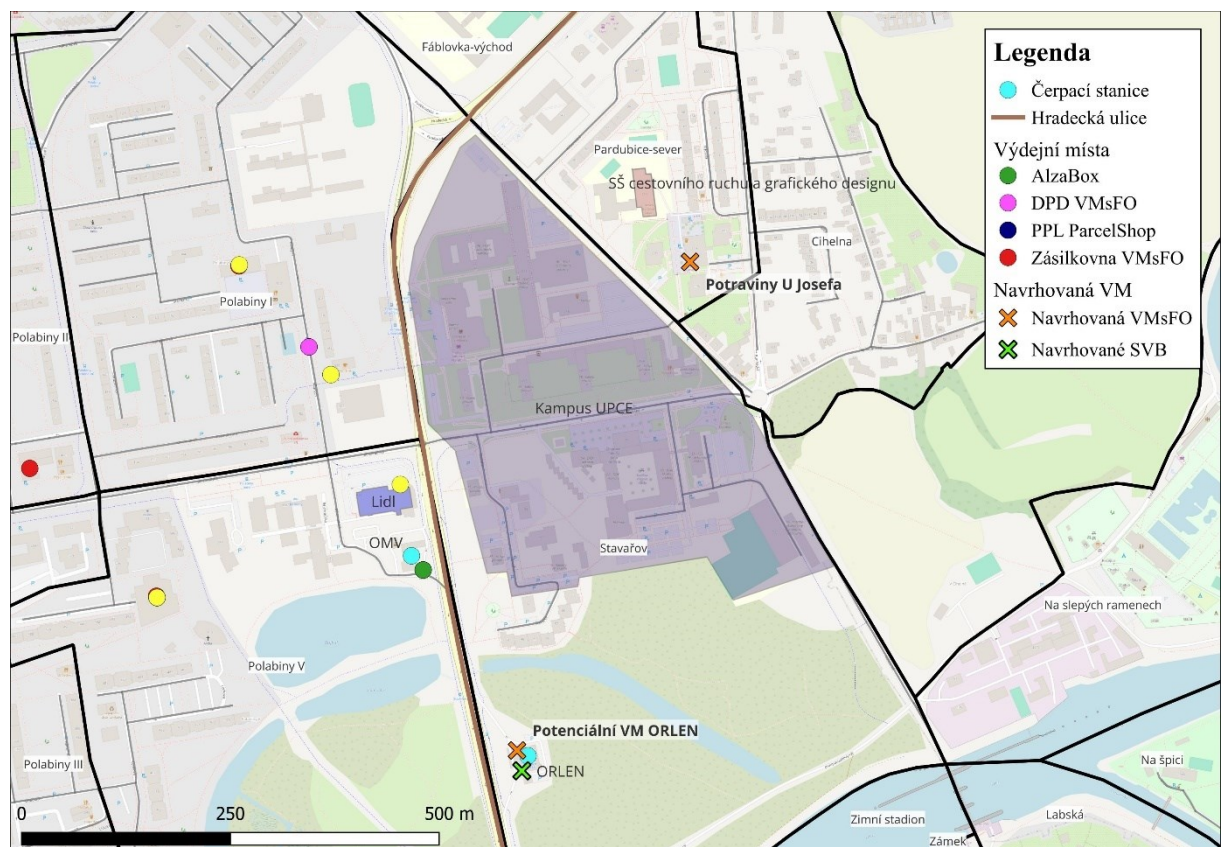 Fáblovka-východ
Pardubice-sever
SŠ cestovního ruchu a grafického designu
Cihelna
Potraviny U Josefa
Polabiny I
Polabiny II
Kampus UPCE
Lidl
OMV
Stavařov
Na slepých ramenech
Polabiny V
Potenciální VM ORLEN
ORLEN
Polabiny III
Na špici
Zimní stadion
Labská
Zámek
0
250
500 m
Legenda
Čerpací stanice
Hradecká ulice
Výdejní místa
AlzaBox
DPD VMsFO
PPL ParcelShop
Zásilkovna VMsFO
Navrhovaná VM
Navrhovaná VMsFO
Navrhované SVB